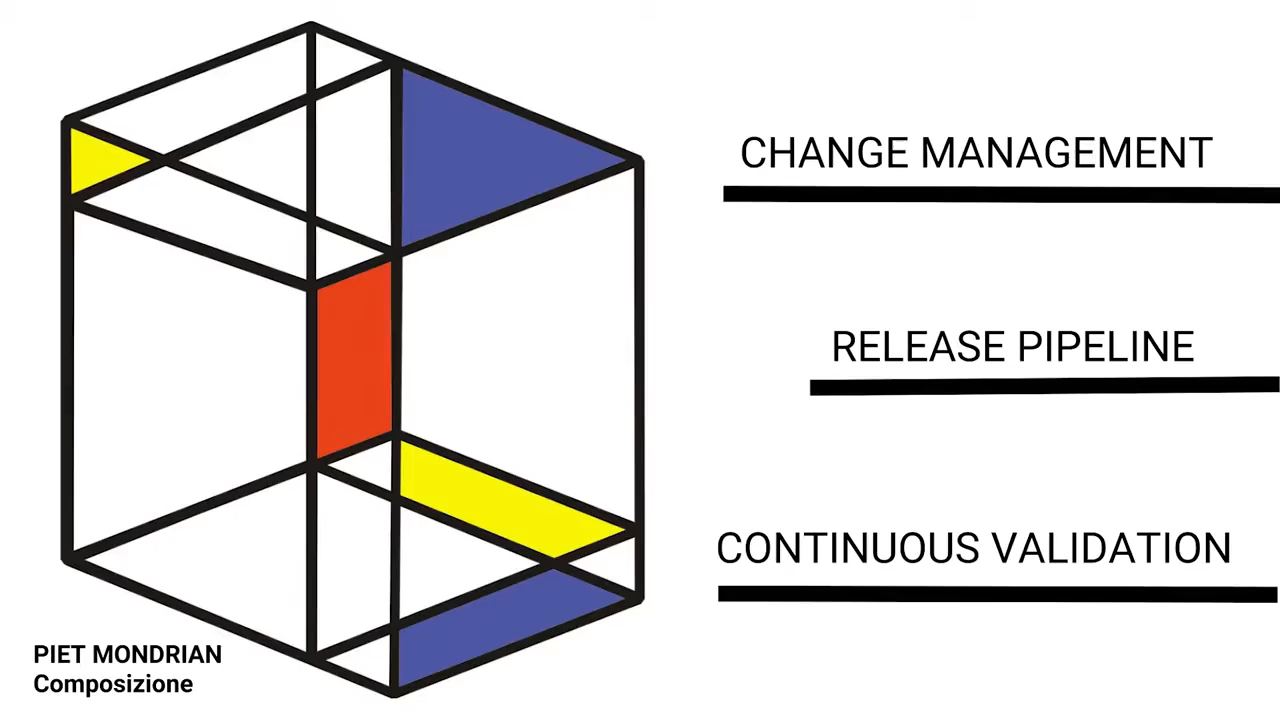 CHANGE MANAGEMENT
RELEASE PIPELINE
CONTINUOUS VALIDATION
PIET MONDRIAN
Composizione